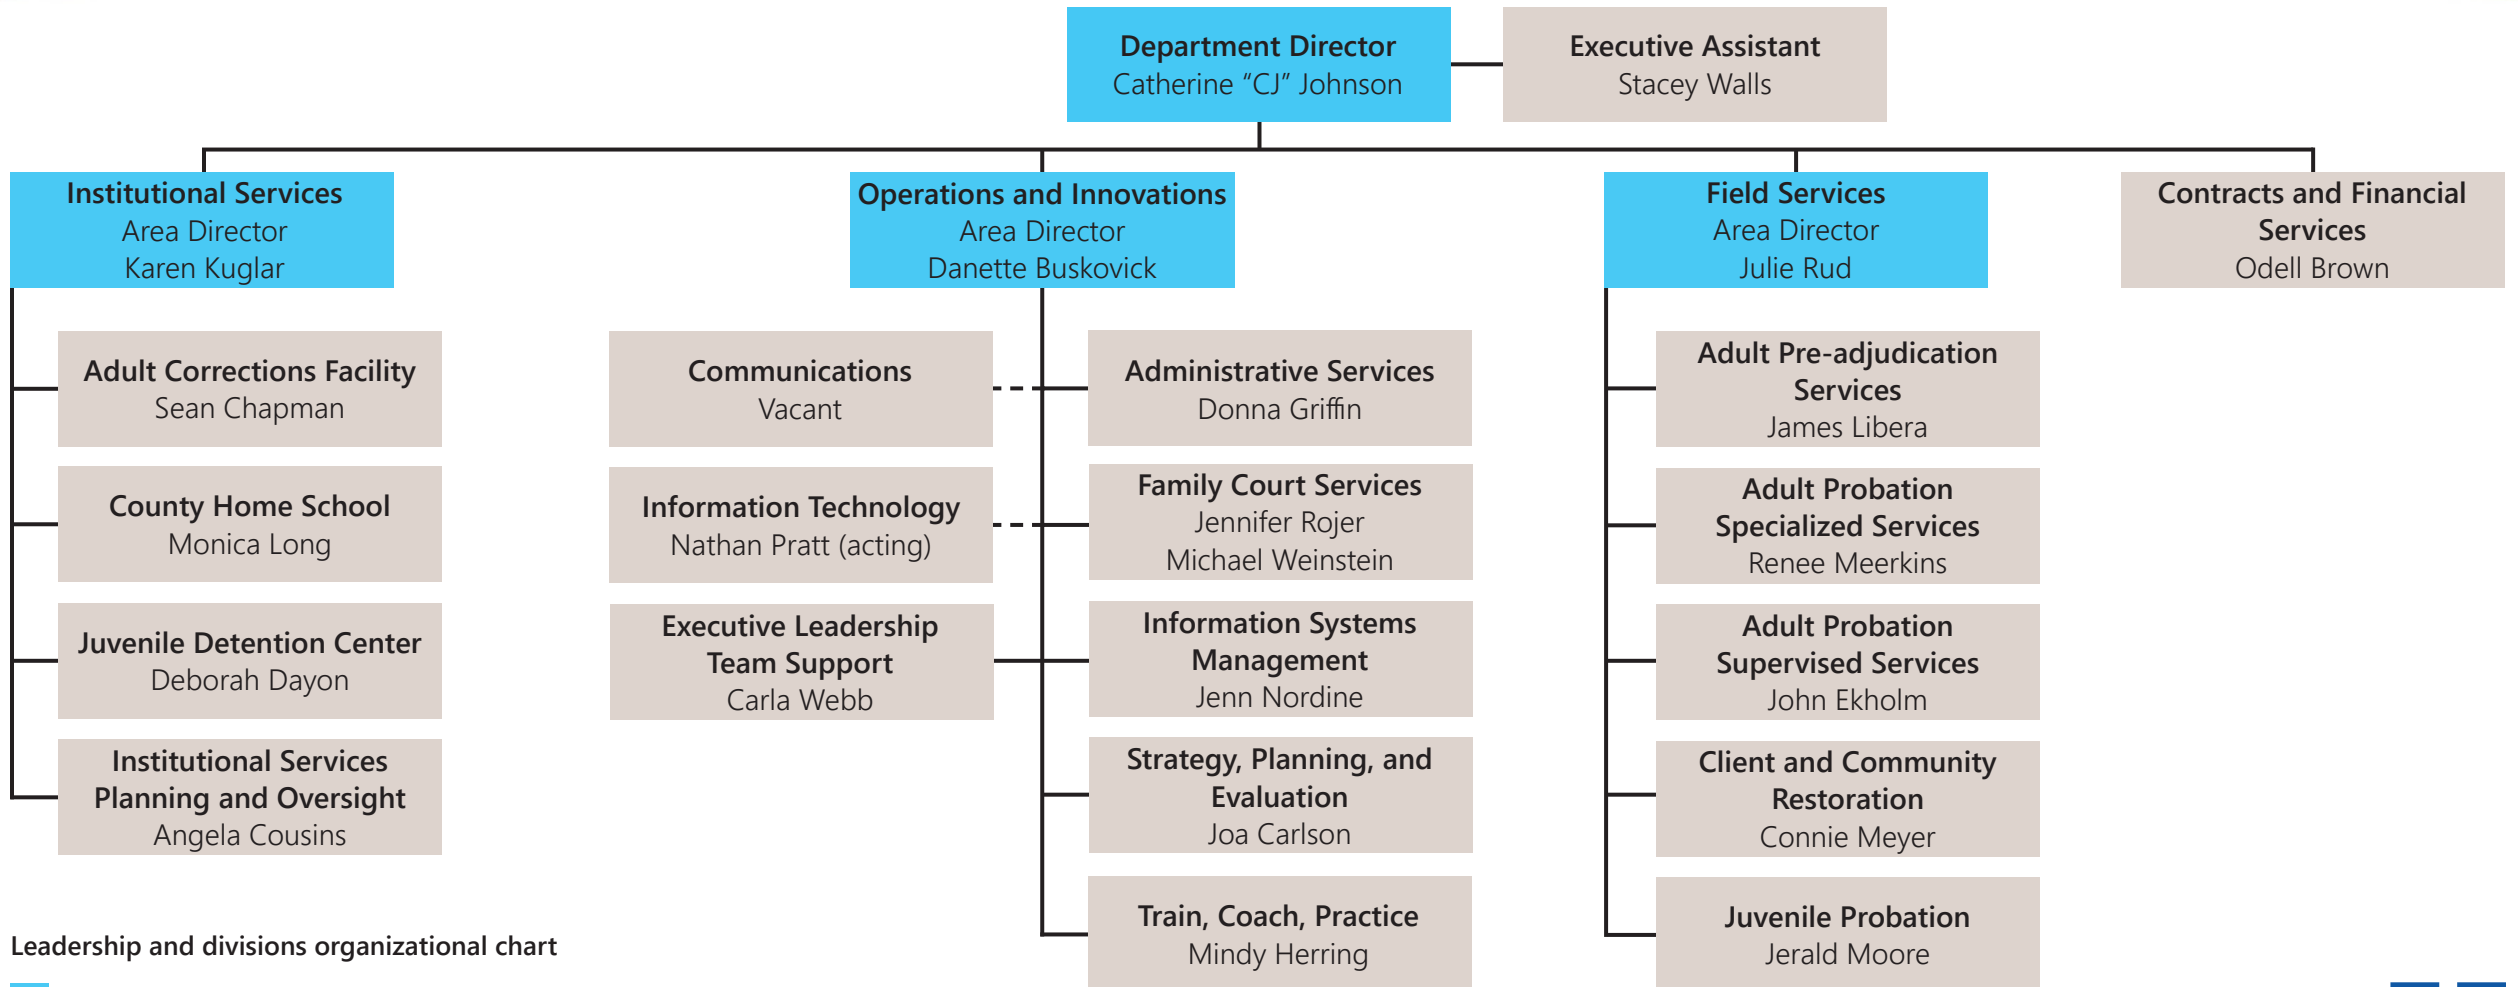 Department Director
Catherine “CJ” Johnson
Executive Assistant
Stacey Walls
Institutional Services
Area Director
Karen Kuglar
Operations and Innovations
Area Director
Danette Buskovick
Field Services
Area Director
Julie Rud
Contracts and Financial
Services
Odell Brown
Adult Corrections Facility
Sean Chapman
County Home School
Monica Long
Juvenile Detention Center
Deborah Dayon
Institutional Services
Planning and Oversight
Angela Cousins
Communications
Vacant
Information Technology
Nathan Pratt (acting)
Executive Leadership
Team Support
Carla Webb
Administrative Services
Donna Griffin
Family Court Services
Jennifer Rojer
Michael Weinstein
Information Systems
Management
Jenn Nordine
Strategy, Planning, and
Evaluation
Joa Carlson
Train, Coach, Practice
Mindy Herring
Adult Pre-adjudication
Services
James Libera
Adult Probation
Specialized Services
Renee Meerkins
Adult Probation
Supervised Services
John Ekholm
Client and Community
Restoration
Connie Meyer
Juvenile Probation
Jerald Moore
Leadership and divisions organizational chart